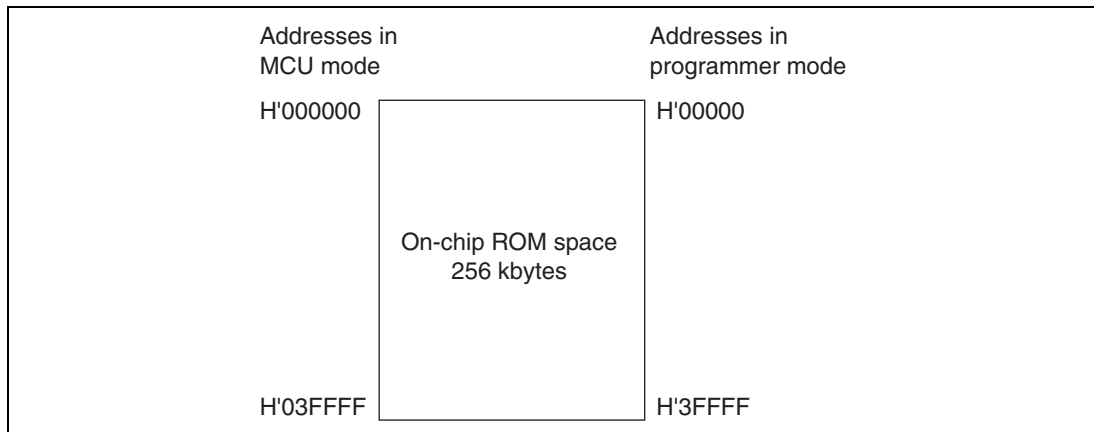 Addresses in
MCU mode
Addresses in
programmer mode
H'000000
H'00000
On-chip ROM space
256 kbytes
H'03FFFF
H'3FFFF